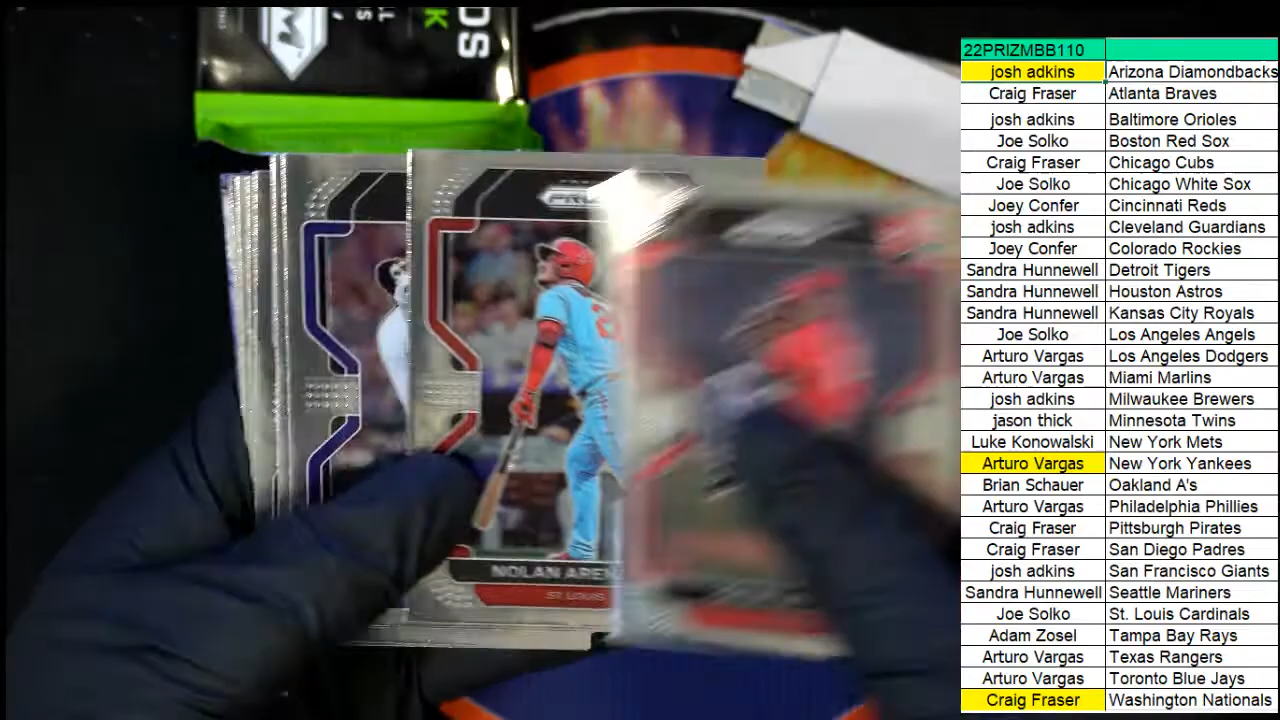 22PRIZMBB110
josh adkins Arizona Diamondbacks
Craig Fraser Atlanta Braves
josh adkins Baltimore Orioles
Joe Solko Boston Red Sox
Craig Fraser Chicago Cubs
Joe Solko Chicago White Sox
Joey Confer Cincinnati Reds
josh adkins Cleveland Guardians
Joey Confer Colorado Rockies
Sandra Hunnewell Detroit Tigers
Sandra Hunnewell Houston Astros
Sandra Hunnewell Kansas City Royals
Joe Solko Los Angeles Angels
Arturo Vargas Los Angeles Dodgers
Arturo Vargas Miami Marlins
josh adkins Milwaukee Brewers
jason thick Minnesota Twins
Luke Konowalski New York Mets
Arturo Vargas New York Yankees
Brian Schauer Oakland A's
Arturo Vargas Philadelphia Phillies
Craig Fraser Pittsburgh Pirates
Craig Fraser San Diego Padres
josh adkins San Francisco Giants
Sandra Hunnewell Seattle Mariners
Joe Solko St. Louis Cardinals
Adam Zosel Tampa Bay Rays
Arturo Vargas Texas Rangers
Arturo Vargas Toronto Blue Jays
Craig Fraser Washington Nationals
NOLAN AREN
ST. LOUIS